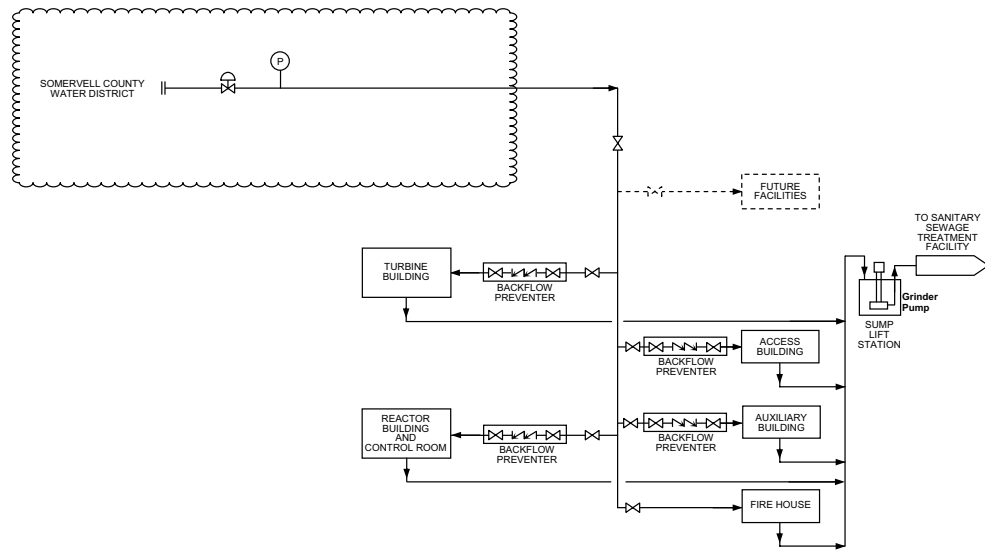 P
SOMERVELL COUNTY
WATER DISTRICT
FUTURE
FACILITIES
TO SANITARY
SEWAGE
TREATMENT
FACILITY
TURBINE
BUILDING
BACKFLOW
PREVENTER
Grinder
Pump
SUMP
LIFT
STATION
ACCESS
BUILDING
BACKFLOW
PREVENTER
REACTOR
BUILDING
AND
CONTROL ROOM
BACKFLOW
PREVENTER
AUXILIARY
BUILDING
BACKFLOW
PREVENTER
FIRE HOUSE